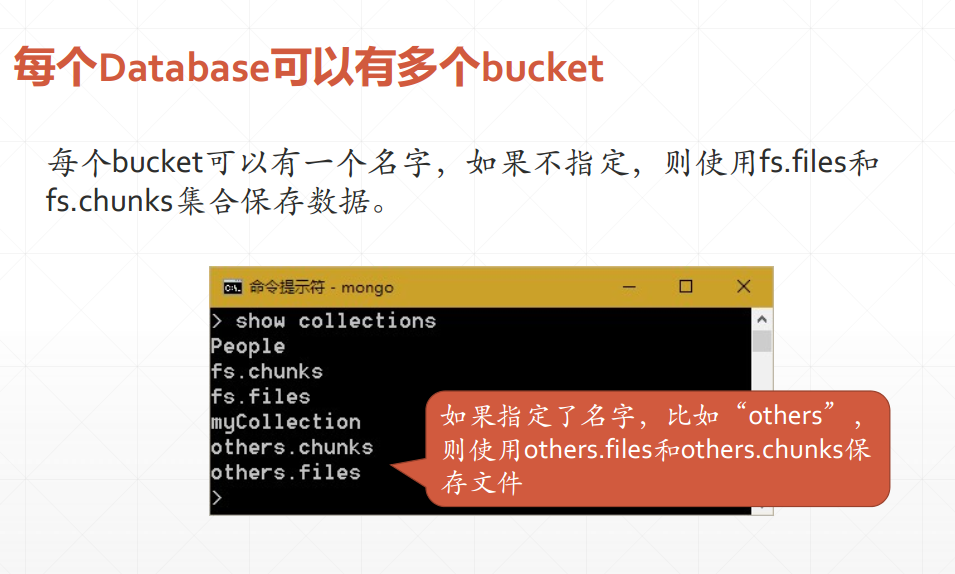 每个Database可以有多个bucket
每个bucket可以有一个名字，如果不指定，则使用fs.files和
fs.chunks集合保存数据。
命令提示符 - mongo
> show collections
People
fs.chunks
fs.files
myCollection
others.chunks
others.files
>
如果指定了名字，比如“others”，
则使用others.files和others.chunks保
存文件